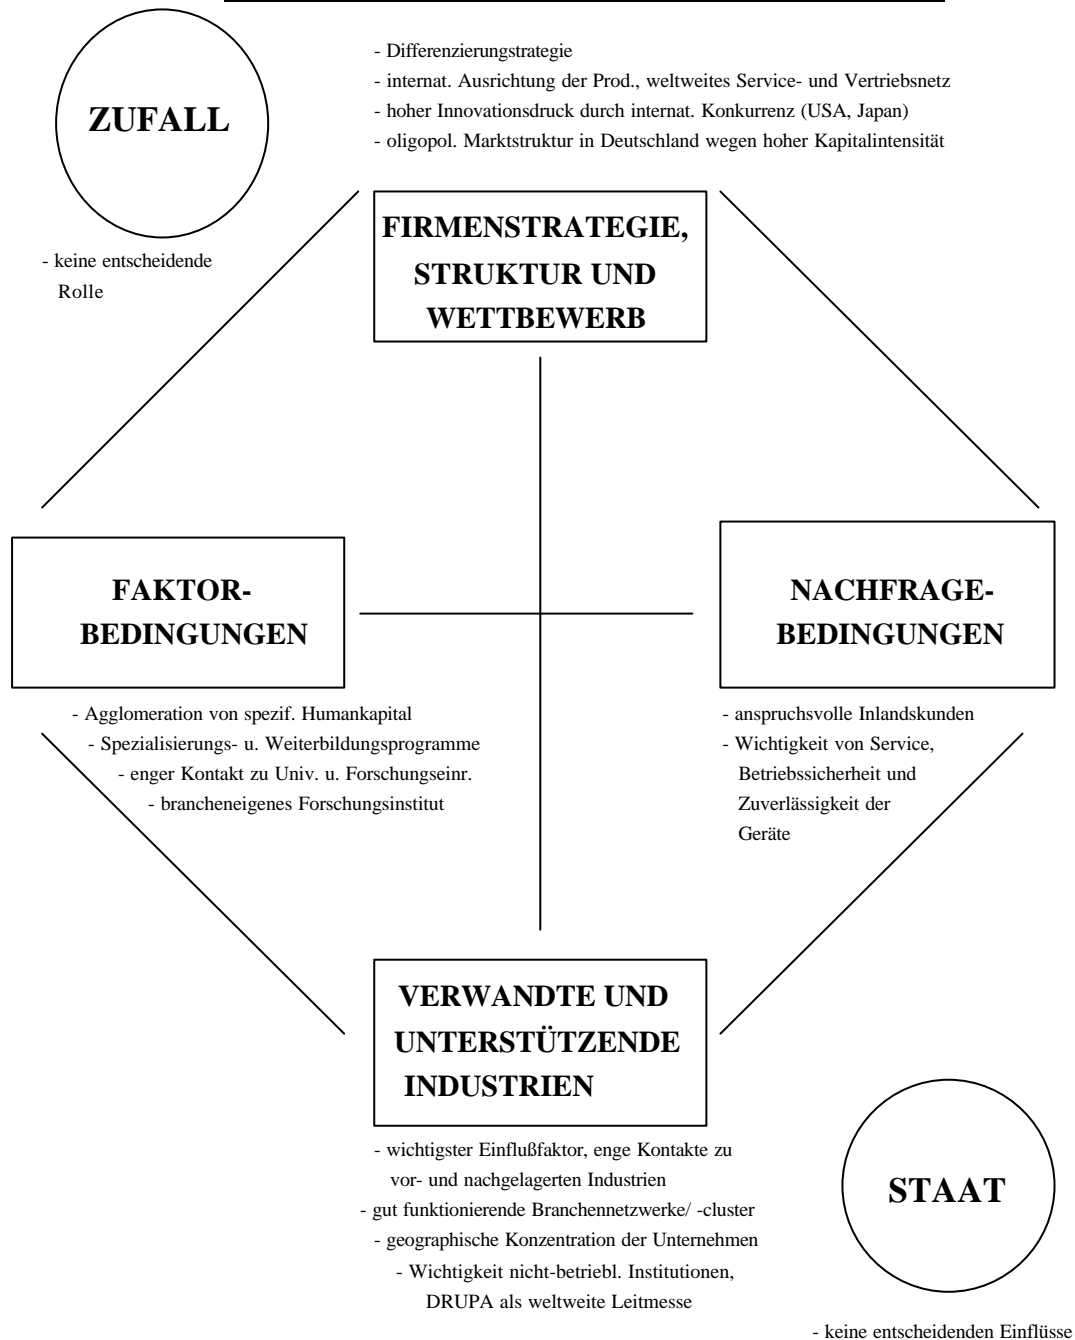 ZUFALL
- keine entscheidende
Rolle
- Differenzierungstrategie
- internat. Ausrichtung der Prod., weltweites Service- und Vertriebsnetz
- hoher Innovationsdruck durch internat. Konkurrenz (USA, Japan)
- oligopol. Marktstruktur in Deutschland wegen hoher Kapitalintensität
FIRMENSTRATEGIE,
STRUKTUR UND
WETTBEWERB
FAKTOR-
BEDINGUNGEN
- Agglomeration von spezif. Humankapital
- Spezialisierungs- u. Weiterbildungsprogramme
- enger Kontakt zu Univ. u. Forschungseinr.
- brancheneigenes Forschungsinstitut
NACHFRAGE-
BEDINGUNGEN
- anspruchsvolle Inlandskunden
- Wichtigkeit von Service,
Betriebssicherheit und
Zuverlässigkeit der
Geräte
VERWANDTE UND
UNTERSTÜTZENDE
INDUSTRIEN
- wichtigster Einflußfaktor, enge Kontakte zu
vor- und nachgelagerten Industrien
- gut funktionierende Branchennetzwerke/ -cluster
- geographische Konzentration der Unternehmen
- Wichtigkeit nicht-betriebl. Institutionen,
DRUPA als weltweite Leitmesse
STAAT
- keine entscheidenden Einflüsse